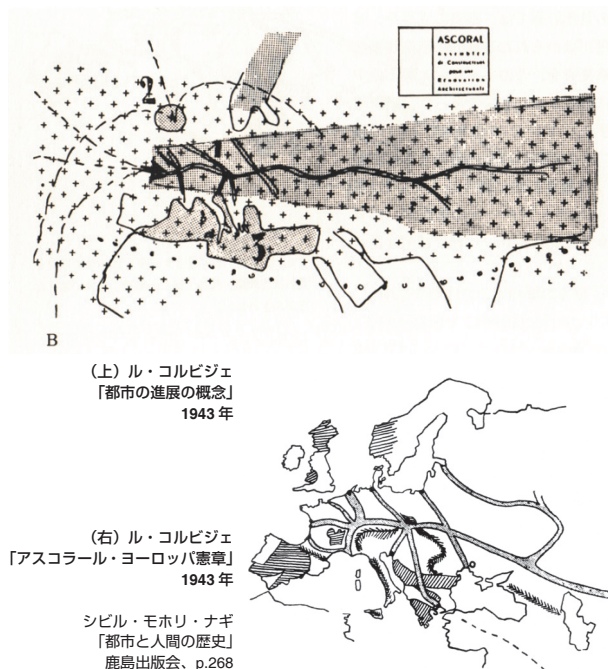 ASCORAL
Assemblée
de Constructeurs
pour une
Rénovation
Architecturale
2
1
3
B
(上)ル・コルビジェ
「都市の進展の概念」
1943 年
(右)ル・コルビジェ
「アスコラール・ヨーロッパ憲章」
1943 年
シビル・モホリ・ナギ
「都市と人間の歴史」
鹿島出版会、p.268